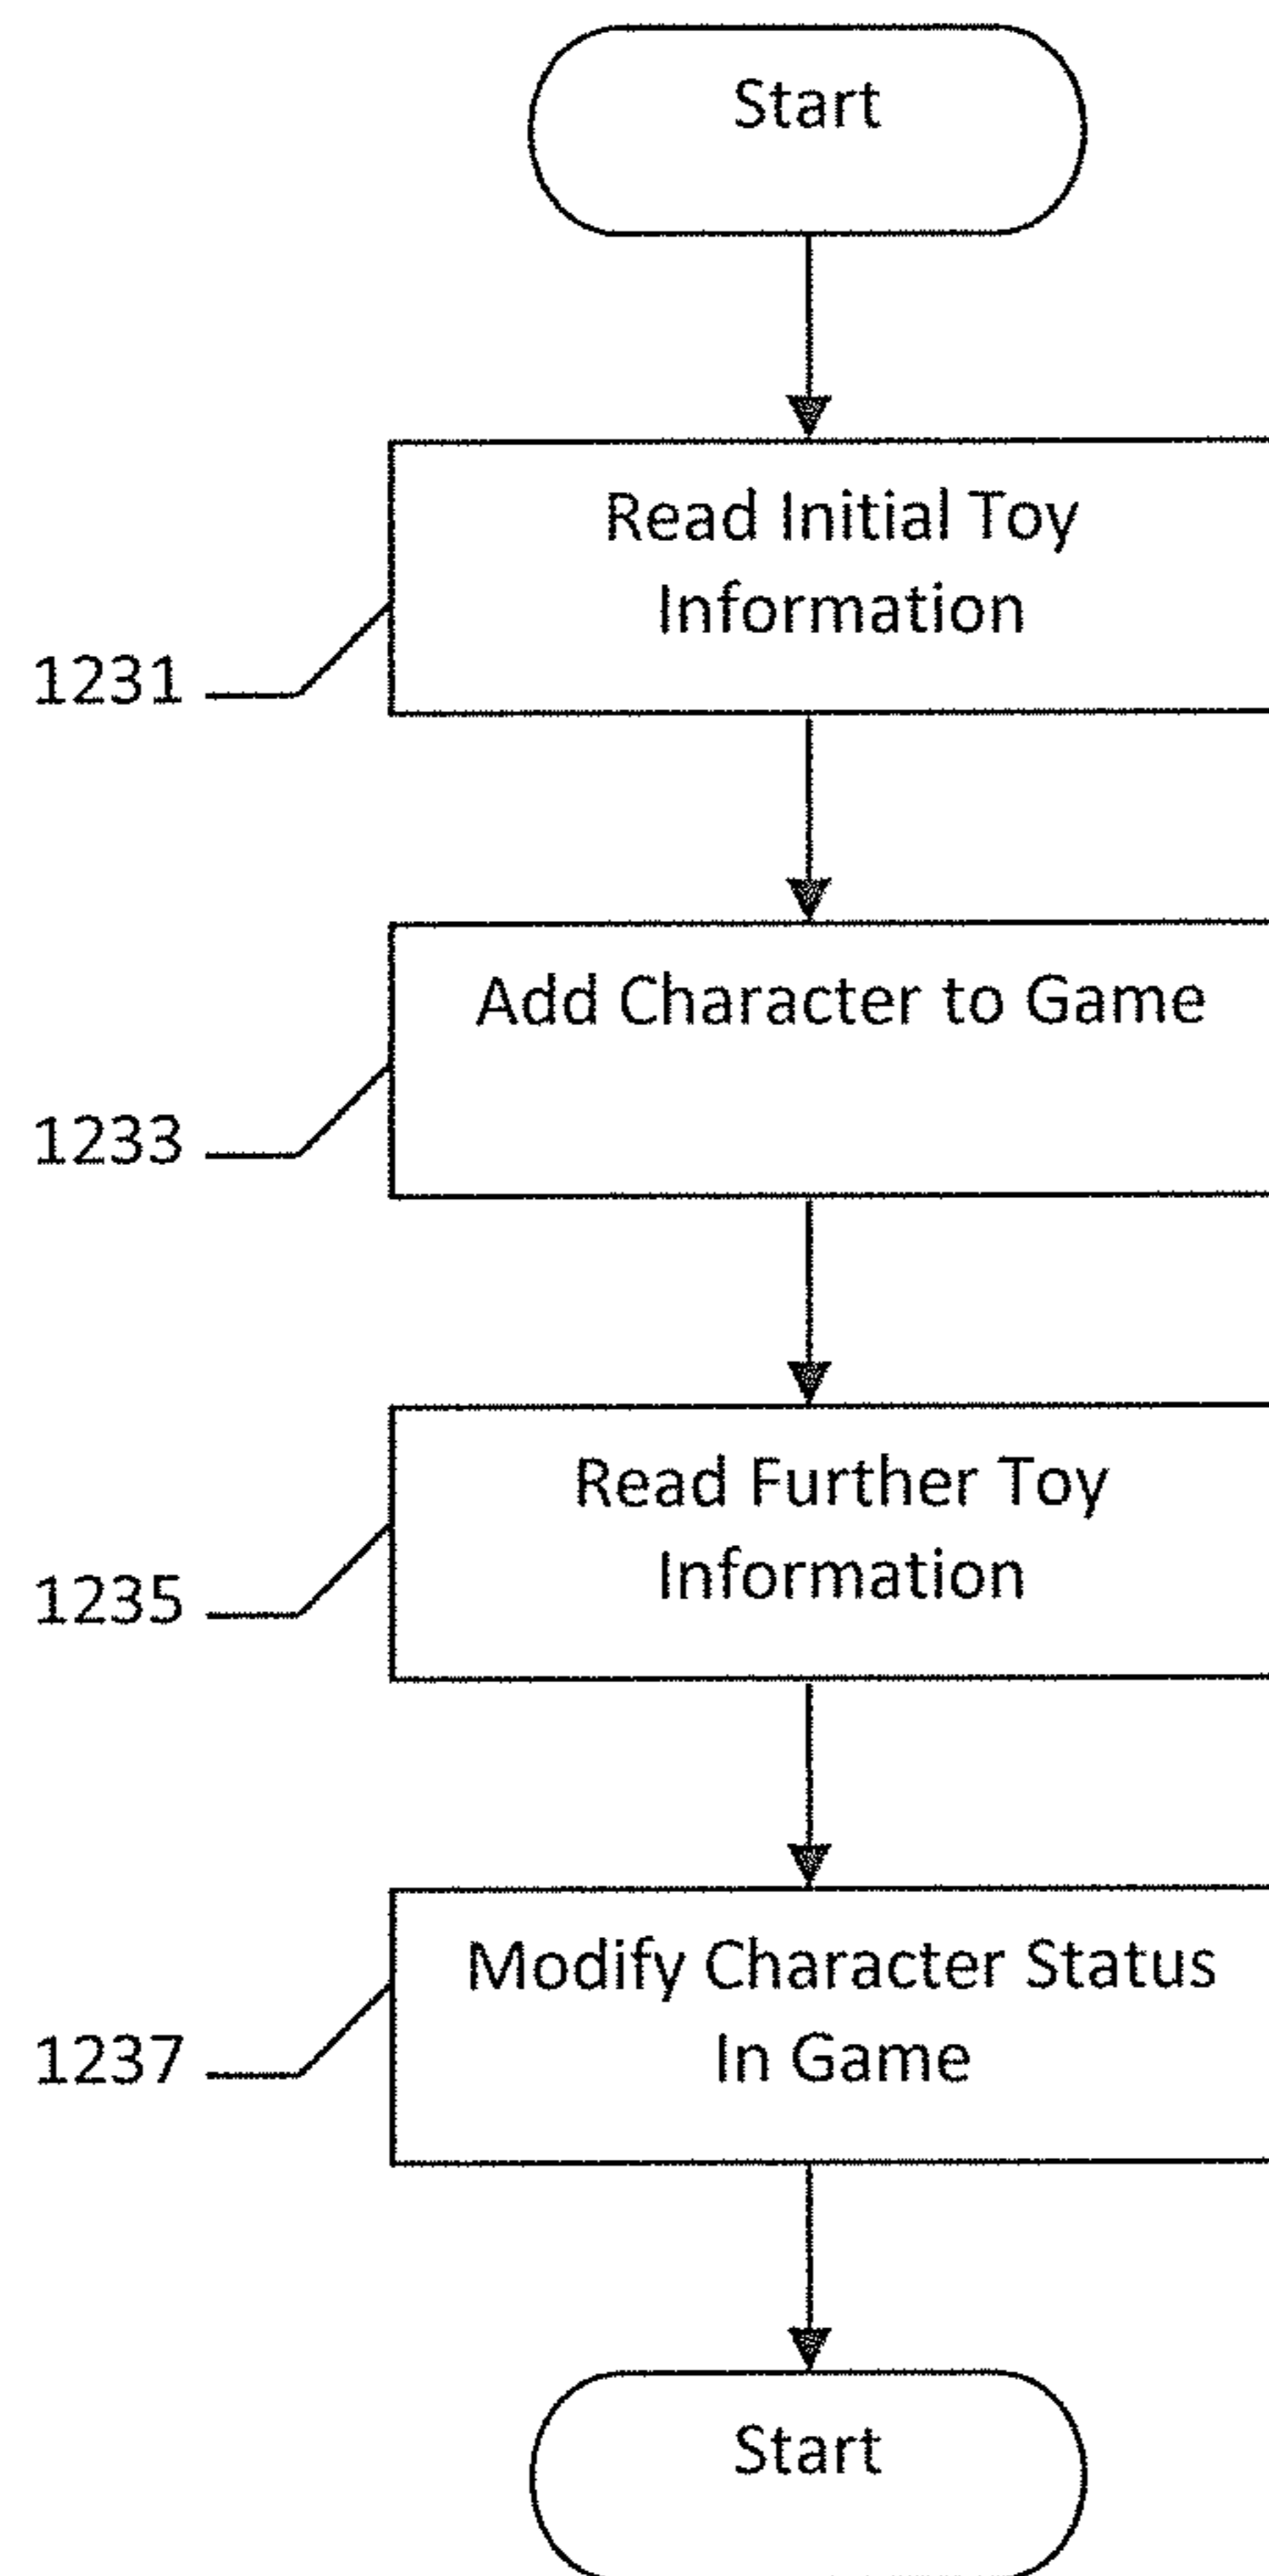 Start
Read Initial Toy
Information
1231
Add Character to Game
1233
Read Further Toy
Information
1235
Modify Character Status
In Game
1237
Start